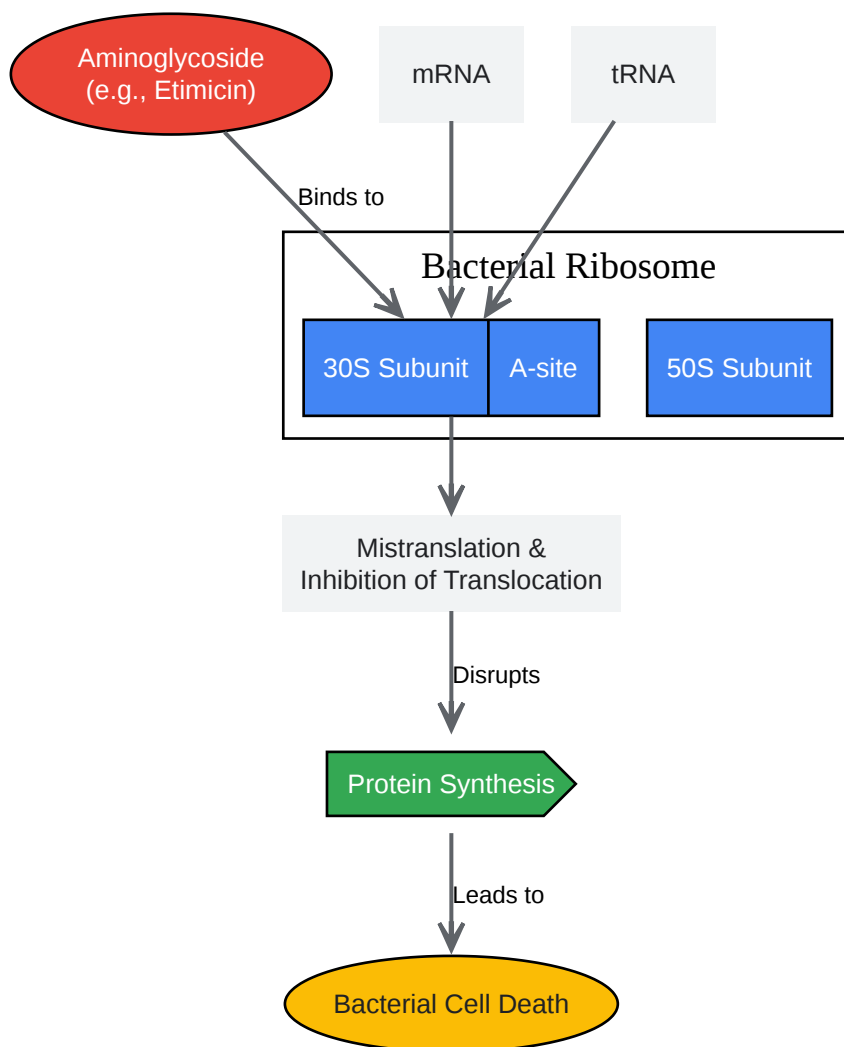 Aminoglycoside
(e.g., Etimicin)
mRNA
tRNA
Binds to
Bacterial Ribosome
30S Subunit
A-site
50S Subunit
Mistranslation &
Inhibition of Translocation
Disrupts
Protein Synthesis
Leads to
Bacterial Cell Death